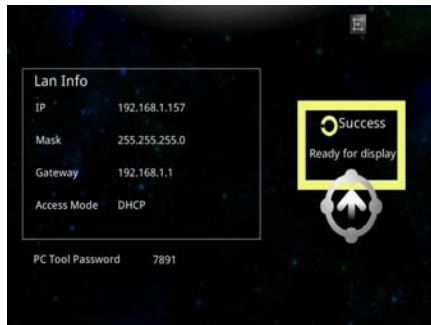 Lan Info
IP 192.168.1.157
Mask 255.255.255.0
Gateway 192.168.1.1
Access Mode DHCP
PC Tool Password 7891
Success
Ready for display